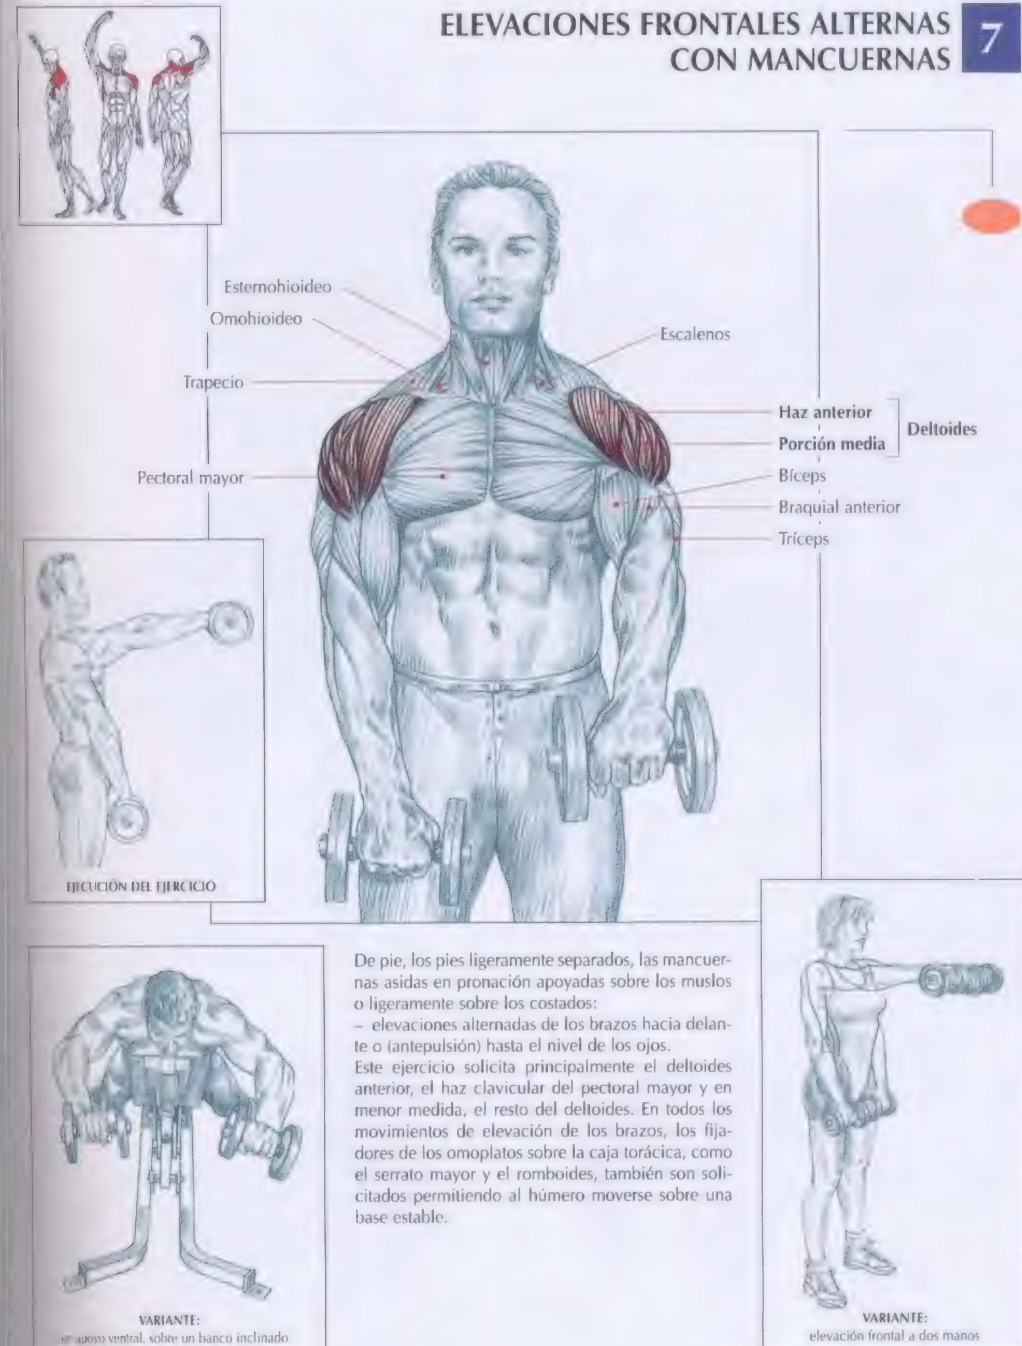 ELEVACIONES FRONTALES ALTERNAS
CON MANCUERNAS
7
Esternohioideo
Omohioideo
Trapecio
Pectoral mayor
Escalenos
Haz anterior
Porción media
Deltoides
Bíceps
Braquial anterior
Tríceps
EJECUCIÓN DEL EJERCICIO
De pie, los pies ligeramente separados, las mancuer-
nas asidas en pronación apoyadas sobre los muslos
o ligeramente sobre los costados:
– elevaciones alternadas de los brazos hacia delan-
te o (antepulsión) hasta el nivel de los ojos.
Este ejercicio solicita principalmente el deltoides
anterior, el haz clavicular del pectoral mayor y en
menor medida, el resto del deltoides. En todos los
movimientos de elevación de los brazos, los fija-
dores de los omoplatos sobre la caja torácica, como
el serrato mayor y el romboides, también son soli-
citados permitiendo al húmero moverse sobre una
base estable.
VARIANTE:
apoyo ventral, sobre un banco inclinado
VARIANTE:
elevación frontal a dos manos